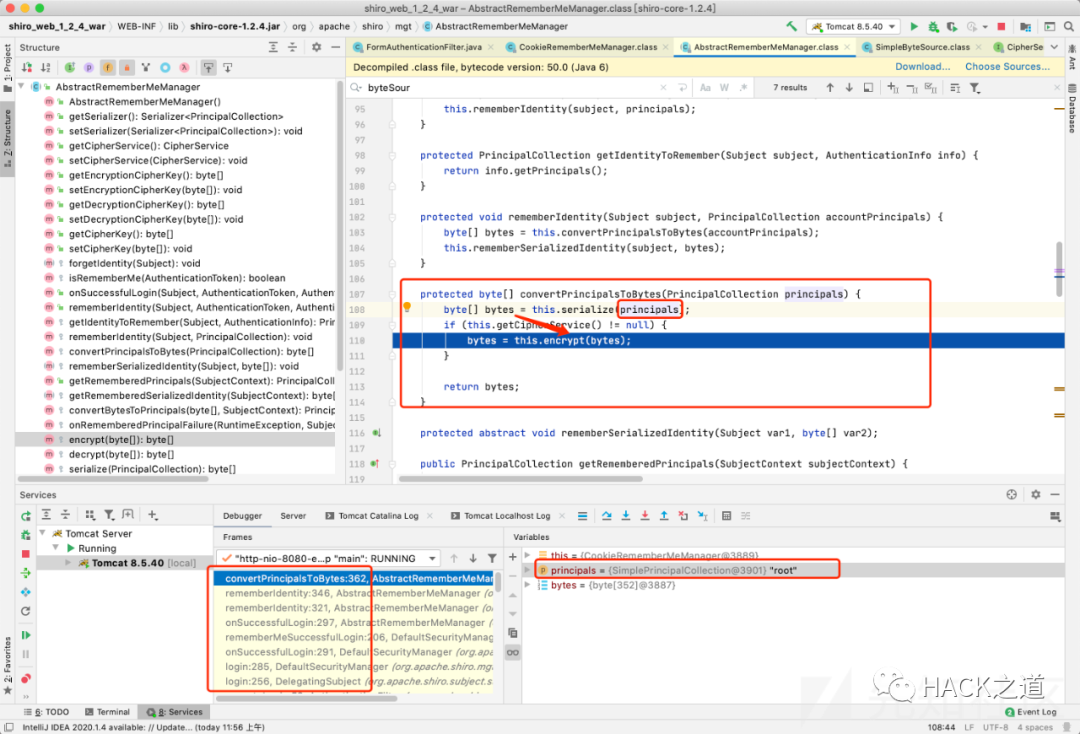 shiro_web_1_2_4_war – AbstractRememberMeManager.class [shiro-core-1.2.4.jar]
shiro_web_1_2_4_war › WEB-INF › lib › shiro-core-1.2.4.jar › org › apache › shiro › mgt › AbstractRememberMeManager
Tomcat 8.5.40
1: Project
Z: Structure
2: Favorites
Ant
Database
Structure
FormAuthenticationFilter.java
CookieRememberMeManager.class
AbstractRememberMeManager.class
SimpleByteSource.class
CipherSe
Decompiled .class file, bytecode version: 50.0 (Java 6)
Download...
Choose Sources...
byteSour
Aa
W
.*
7 results
AbstractRememberMeManager
AbstractRememberMeManager()
getSerializer(): Serializer<PrincipalCollection>
setSerializer(Serializer<PrincipalCollection>): void
getCipherService(): CipherService
setCipherService(CipherService): void
getEncryptionCipherKey(): byte[]
setEncryptionCipherKey(byte[]): void
getDecryptionCipherKey(): byte[]
setDecryptionCipherKey(byte[]): void
getCipherKey(): byte[]
setCipherKey(byte[]): void
forgetIdentity(Subject): void
isRememberMe(AuthenticationToken): boolean
onSuccessfulLogin(Subject, AuthenticationToken, Authent
rememberIdentity(Subject, AuthenticationToken, Authenti
getIdentityToRemember(Subject, AuthenticationInfo): Prin
rememberIdentity(Subject, PrincipalCollection): void
convertPrincipalsToBytes(PrincipalCollection): byte[]
rememberSerializedIdentity(Subject, byte[]): void
getRememberedPrincipals(SubjectContext): PrincipalColl
getRememberedSerializedIdentity(SubjectContext): byte[
convertBytesToPrincipals(byte[], SubjectContext): Princip
onRememberedPrincipalFailure(RuntimeException, Subjec
encrypt(byte[]): byte[]
decrypt(byte[]): byte[]
serialize(PrincipalCollection): byte[]
95 this.rememberIdentity(subject, principals);
96 }
97
98 protected PrincipalCollection getIdentityToRemember(Subject subject, AuthenticationInfo info) {
99 return info.getPrincipals();
100 }
101
102 protected void rememberIdentity(Subject subject, PrincipalCollection accountPrincipals) {
103 byte[] bytes = this.convertPrincipalsToBytes(accountPrincipals);
104 this.rememberSerializedIdentity(subject, bytes);
105 }
106
107 protected byte[] convertPrincipalsToBytes(PrincipalCollection principals) {
108 byte[] bytes = this.serialize(principals);
109 if (this.getCipherService() != null) {
110 bytes = this.encrypt(bytes);
111 }
112
113 return bytes;
114 }
115
116 protected abstract void rememberSerializedIdentity(Subject var1, byte[] var2);
117
118 public PrincipalCollection getRememberedPrincipals(SubjectContext subjectContext) {
119
Services
Tomcat Server
Running
Tomcat 8.5.40 [local]
Debugger
Server
Tomcat Catalina Log
Tomcat Localhost Log
Frames
Variables
"http-nio-8080-e...p "main": RUNNING
convertPrincipalsToBytes:362, AbstractRememberMeMan
rememberIdentity:346, AbstractRememberMeManager (o
rememberIdentity:321, AbstractRememberMeManager (or
onSuccessfulLogin:297, AbstractRememberMeManager (
rememberMeSuccessfulLogin:206, DefaultSecurityManag
onSuccessfulLogin:291, DefaultSecurityManager (org.ap
login:285, DefaultSecurityManager (org.apache.shiro.mg
login:256, DelegatingSubject (org.apache.shiro.subject.s
this = {CookieRememberMeManager@3889}
principals = {SimplePrincipalCollection@3901} "root"
bytes = {byte[352]@3887}
HACK之道
6: TODO
Terminal
8: Services
2 Event Log
IntelliJ IDEA 2020.1.4 available: // Update... (today 11:56 上午)
108:44
LF
UTF-8
4 spaces